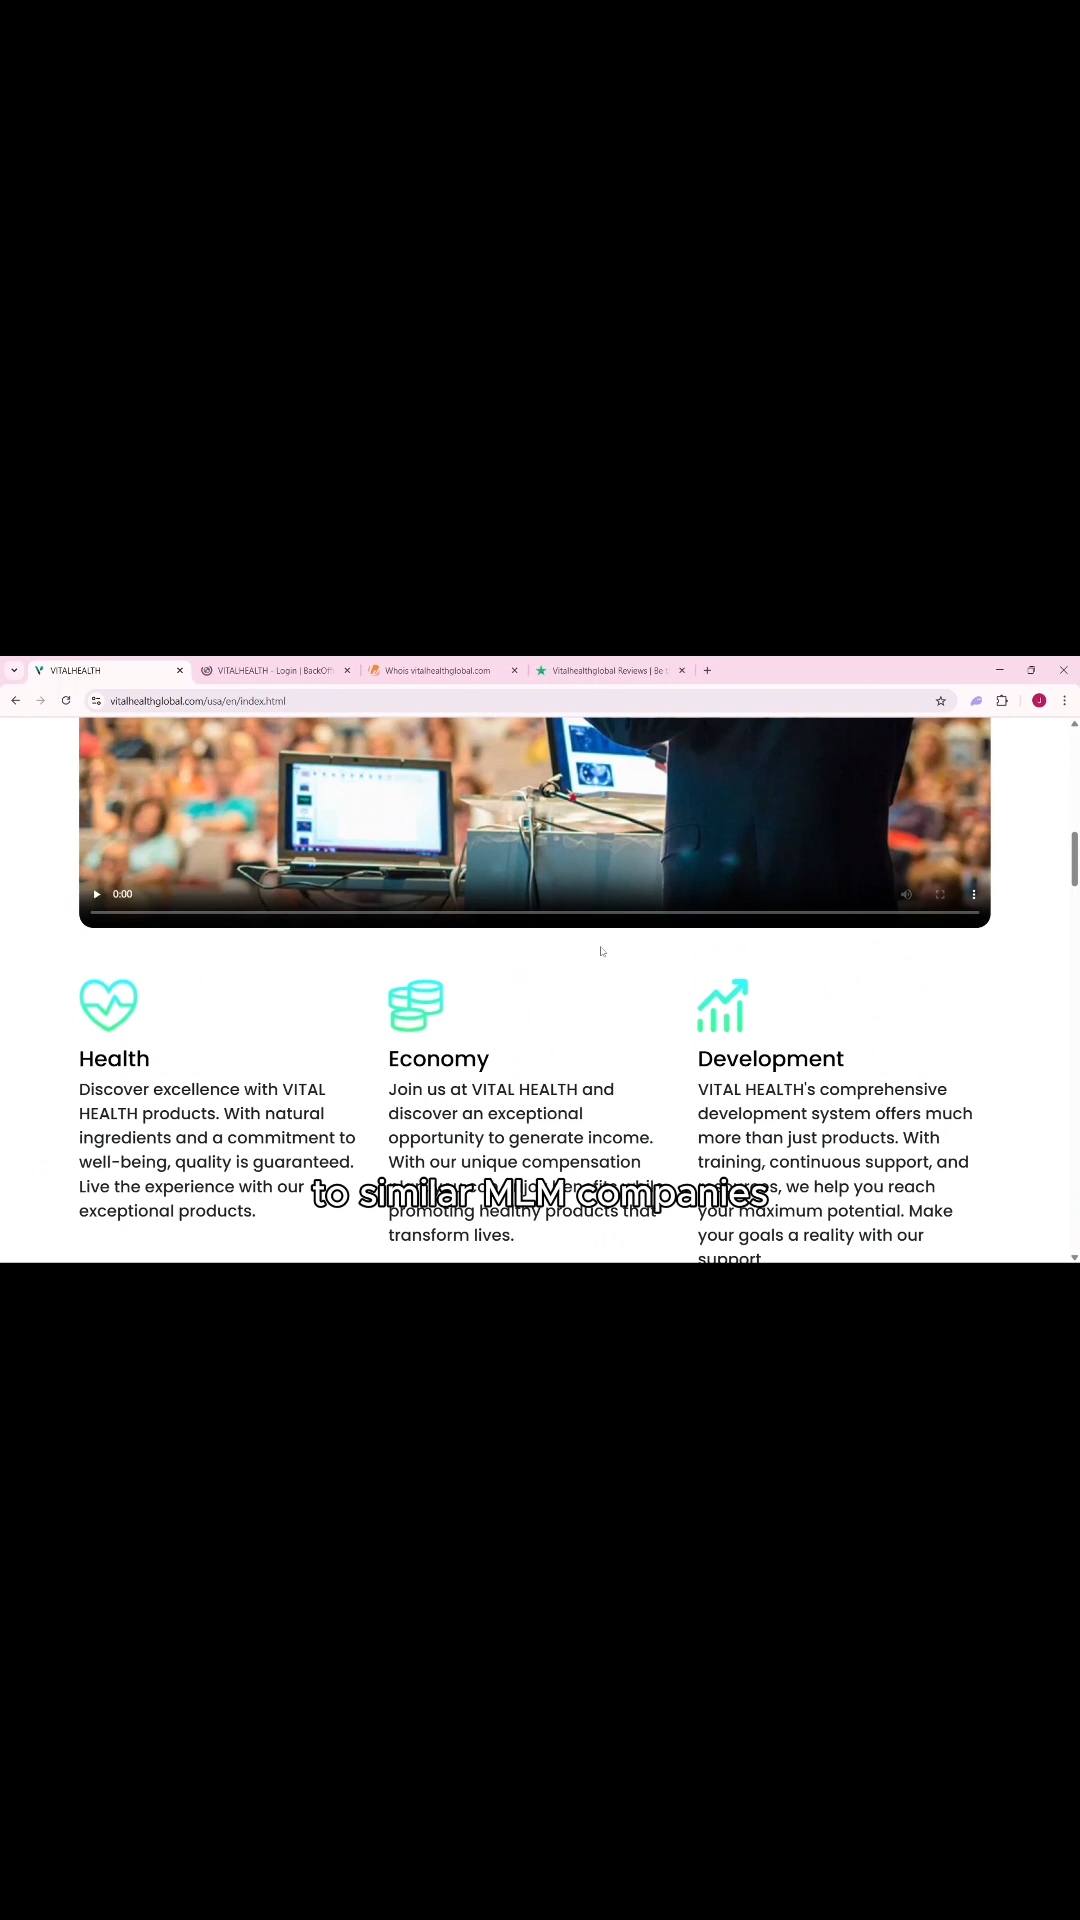 VITALHEALTH
VITALHEALTH - Login | BackOff
Whois vitalhealthglobal.com
Vitalhealthglobal Reviews | Be t
vitalhealthglobal.com/usa/en/index.html
J
0:00
Health
Discover excellence with VITAL
HEALTH products. With natural
ingredients and a commitment to
well-being, quality is guaranteed.
Live the experience with our
exceptional products.
Economy
Join us at VITAL HEALTH and
discover an exceptional
opportunity to generate income.
With our unique compensation
promoting healthy products that
transform lives.
Development
VITAL HEALTH's comprehensive
development system offers much
more than just products. With
training, continuous support, and
we help you reach
your maximum potential. Make
your goals a reality with our
support
to similar MLM companies